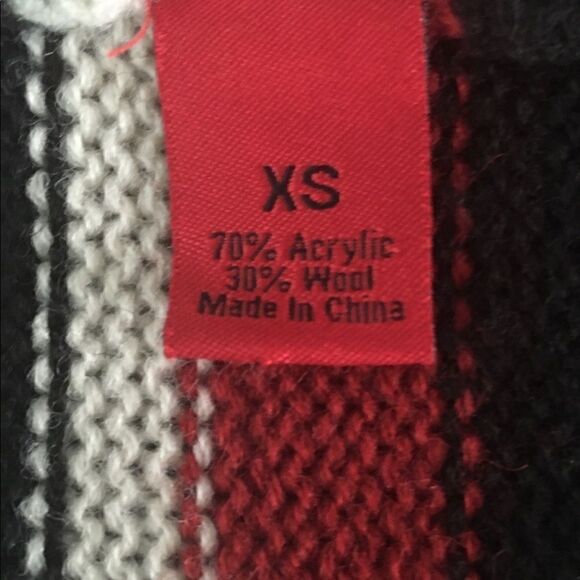 XS
70% Acrylic
30% Wool
Made In China